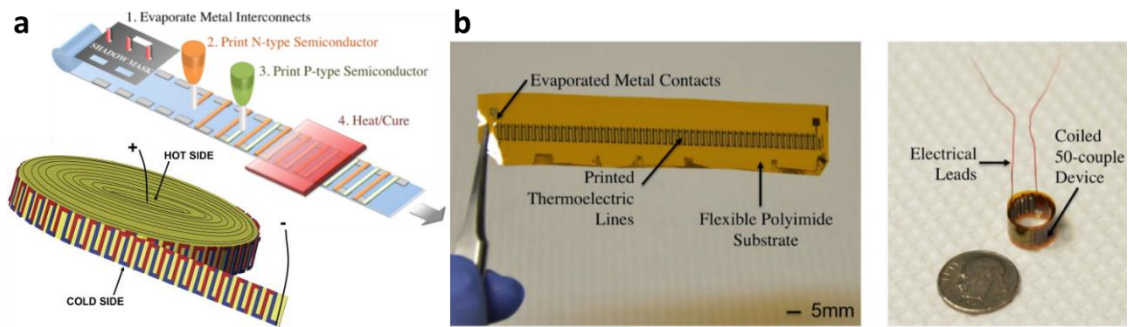 a
1. Evaporate Metal Interconnects
SHADOW MASK
2. Print N-type Semiconductor
3. Print P-type Semiconductor
4. Heat/Cure
+
HOT SIDE
-
COLD SIDE
b
Evaporated Metal Contacts
Printed
Thermoelectric
Lines
Flexible Polyimide
Substrate
5mm
Electrical
Leads
Coiled
50-couple
Device